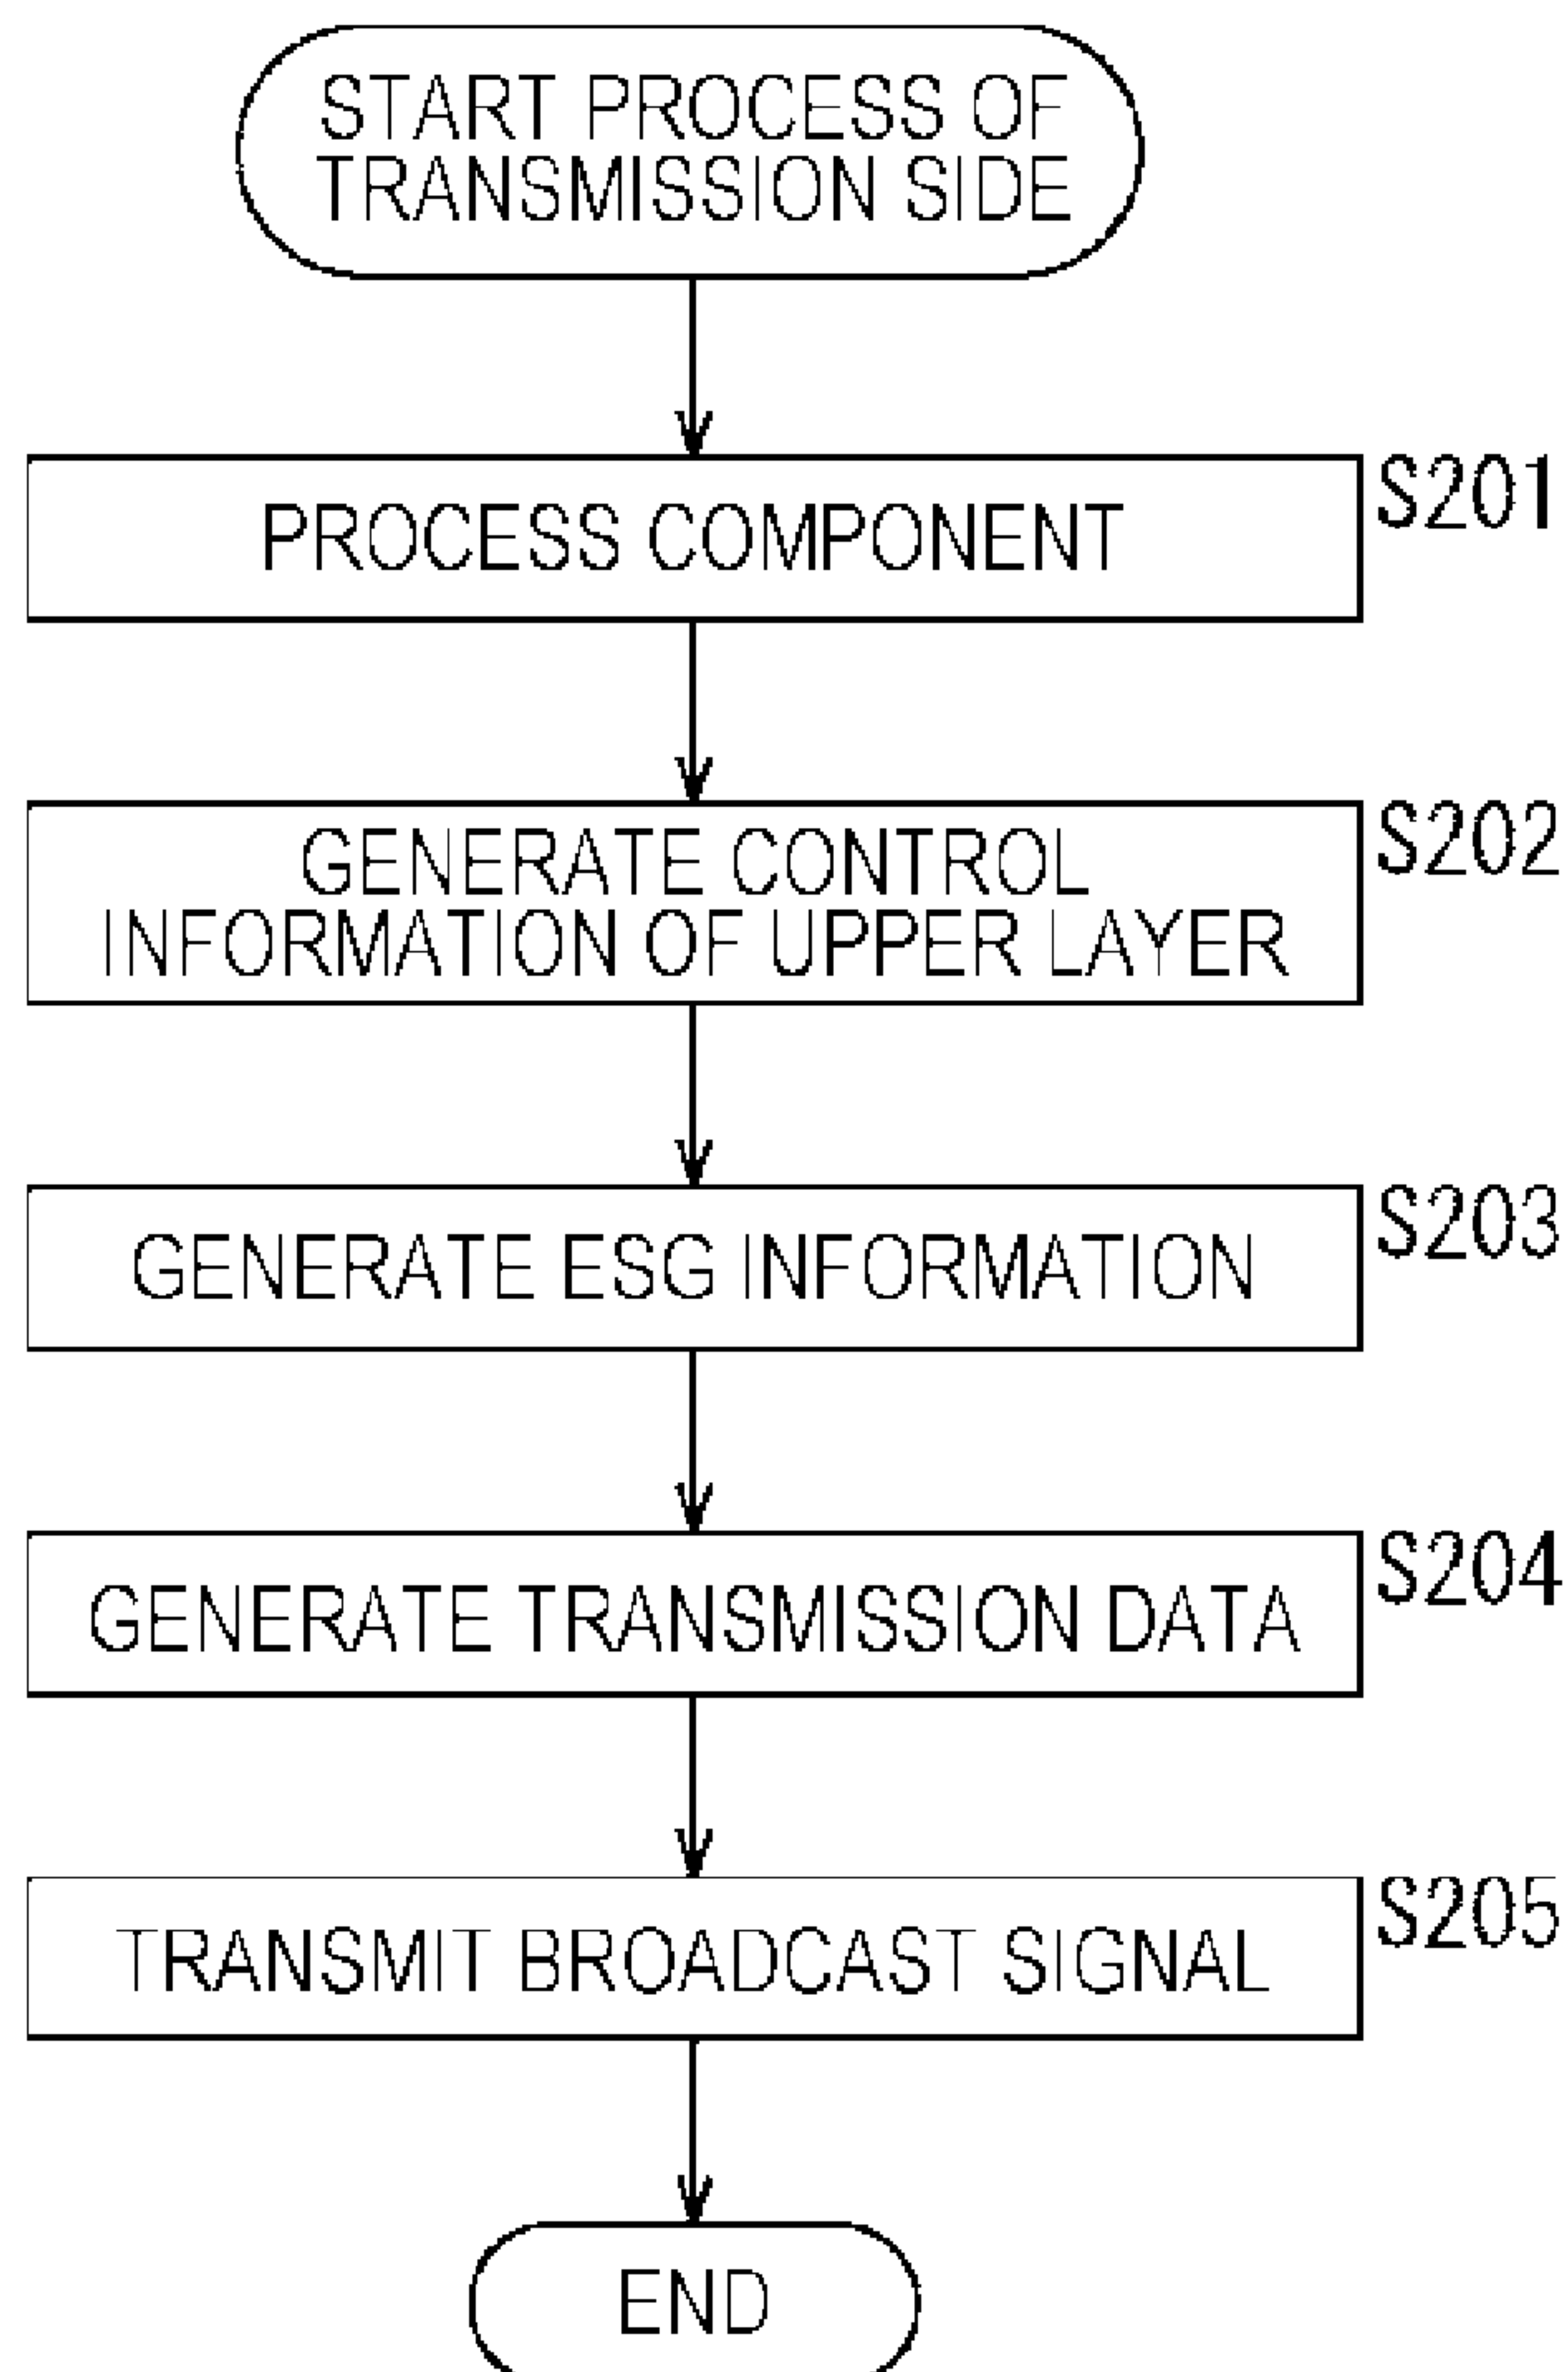 START PROCESS OF
TRANSMISSION SIDE
S201
PROCESS COMPONENT
S202
GENERATE CONTROL
INFORMATION OF UPPER LAYER
S203
GENERATE ESG INFORMATION
S204
GENERATE TRANSMISSION DATA
S205
TRANSMIT BROADCAST SIGNAL
END